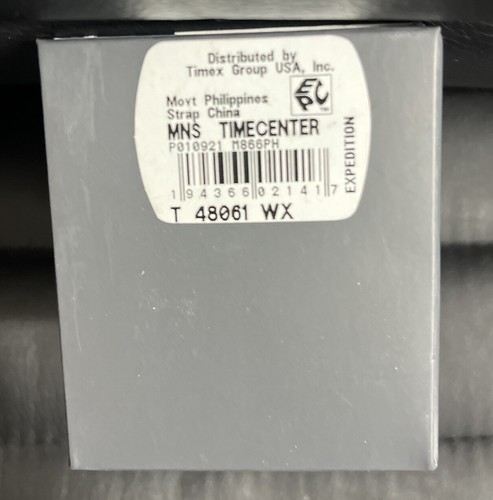 Distributed by
Timex Group USA, Inc.
EPC
Movt Philippines
Strap China
MNS TIMECENTER
P010921 M866PH
1 94366 02141 7
EXPEDITION
T 48061 WX